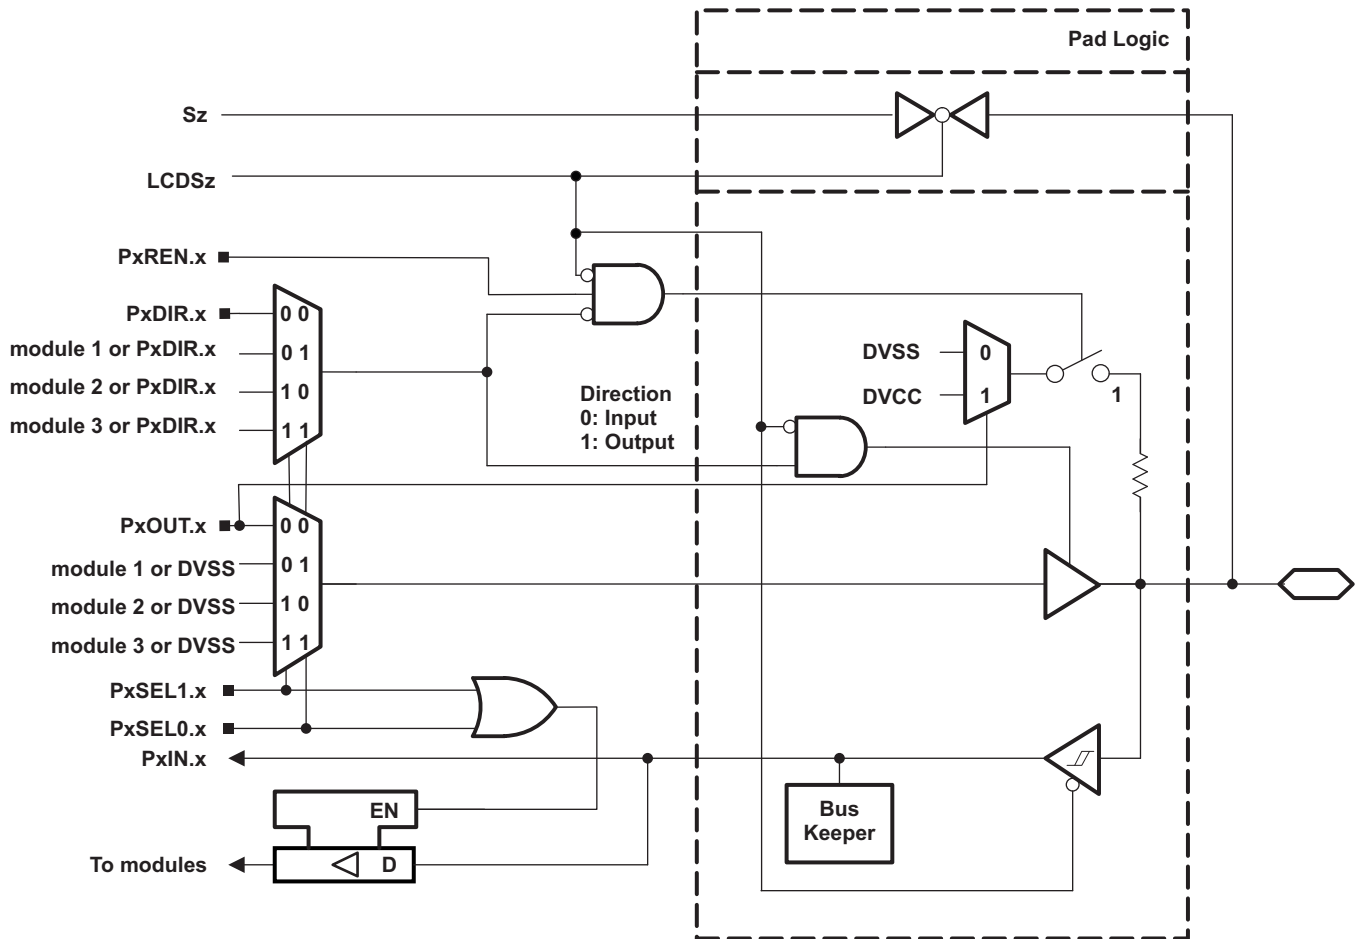 Pad Logic
Sz
LCDSz
PxREN.x
PxDIR.x
0 0
module 1 or PxDIR.x
0 1
module 2 or PxDIR.x
1 0
module 3 or PxDIR.x
1 1
Direction
0: Input
1: Output
DVSS
0
DVCC
1
1
PxOUT.x
0 0
module 1 or DVSS
0 1
module 2 or DVSS
1 0
module 3 or DVSS
1 1
PxSEL1.x
PxSEL0.x
PxIN.x
Bus
Keeper
EN
To modules
D